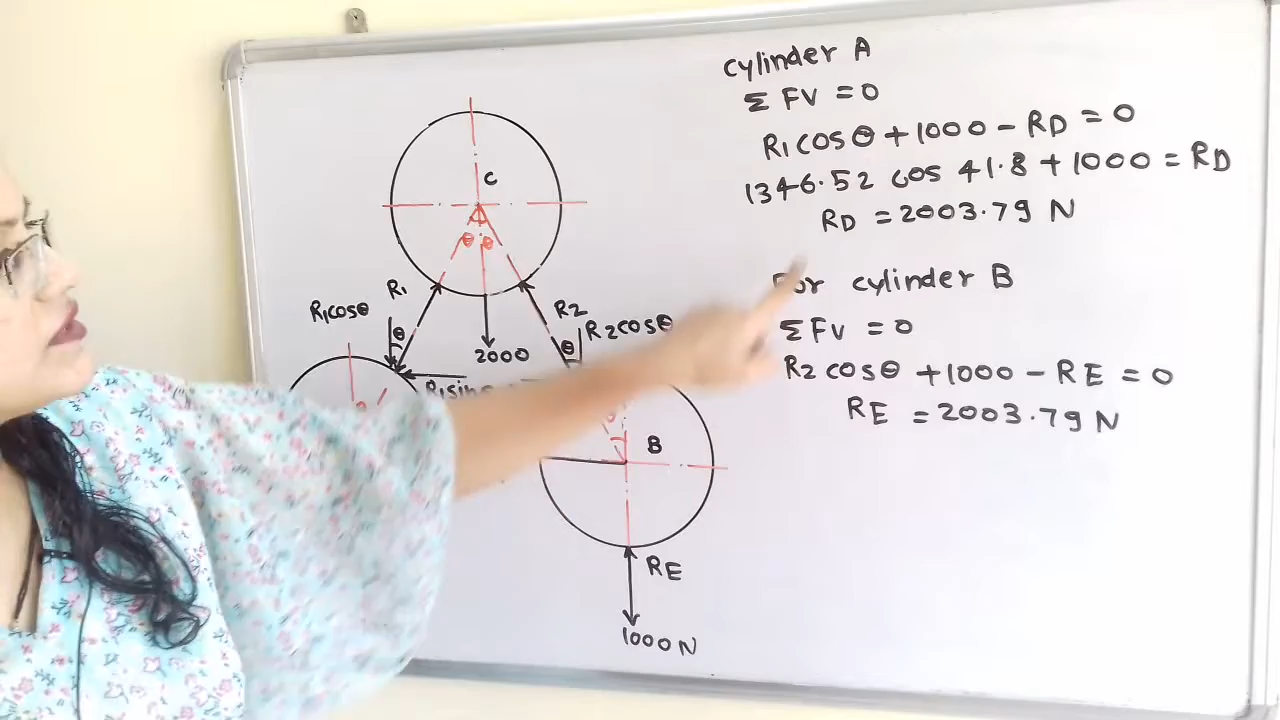 cylinder A
Σ FV = 0
R1 cos θ + 1000 - RD = 0
1346.52 cos 41.8 + 1000 = RD
RD = 2003.79 N
cylinder B
Σ FV = 0
R2 cos θ + 1000 - RE = 0
RE = 2003.79 N
C
θ θ
R1
R1cosθ
θ
2000
R2
R2cosθ
θ
B
RE
1000 N